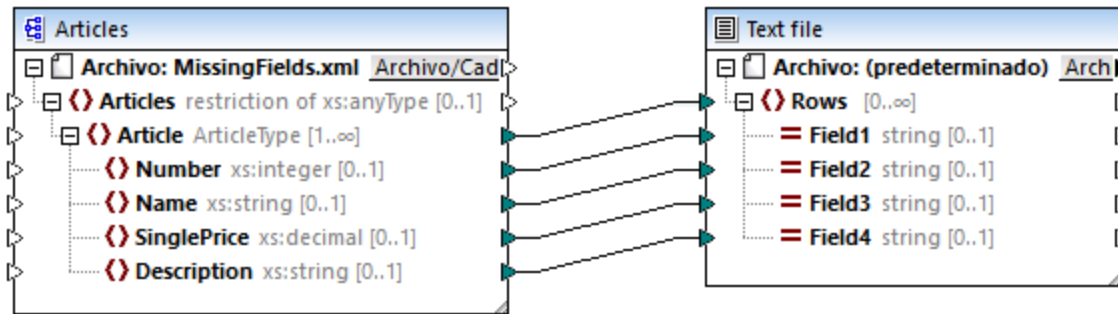 Articles
Archivo: MissingFields.xml Archivo/Cad
Articles restriction of xs:anyType [0..1]
Article ArticleType [1..∞]
Number xs:integer [0..1]
Name xs:string [0..1]
SinglePrice xs:decimal [0..1]
Description xs:string [0..1]
Text file
Archivo: (predeterminado) Arch
Rows [0..∞]
Field1 string [0..1]
Field2 string [0..1]
Field3 string [0..1]
Field4 string [0..1]